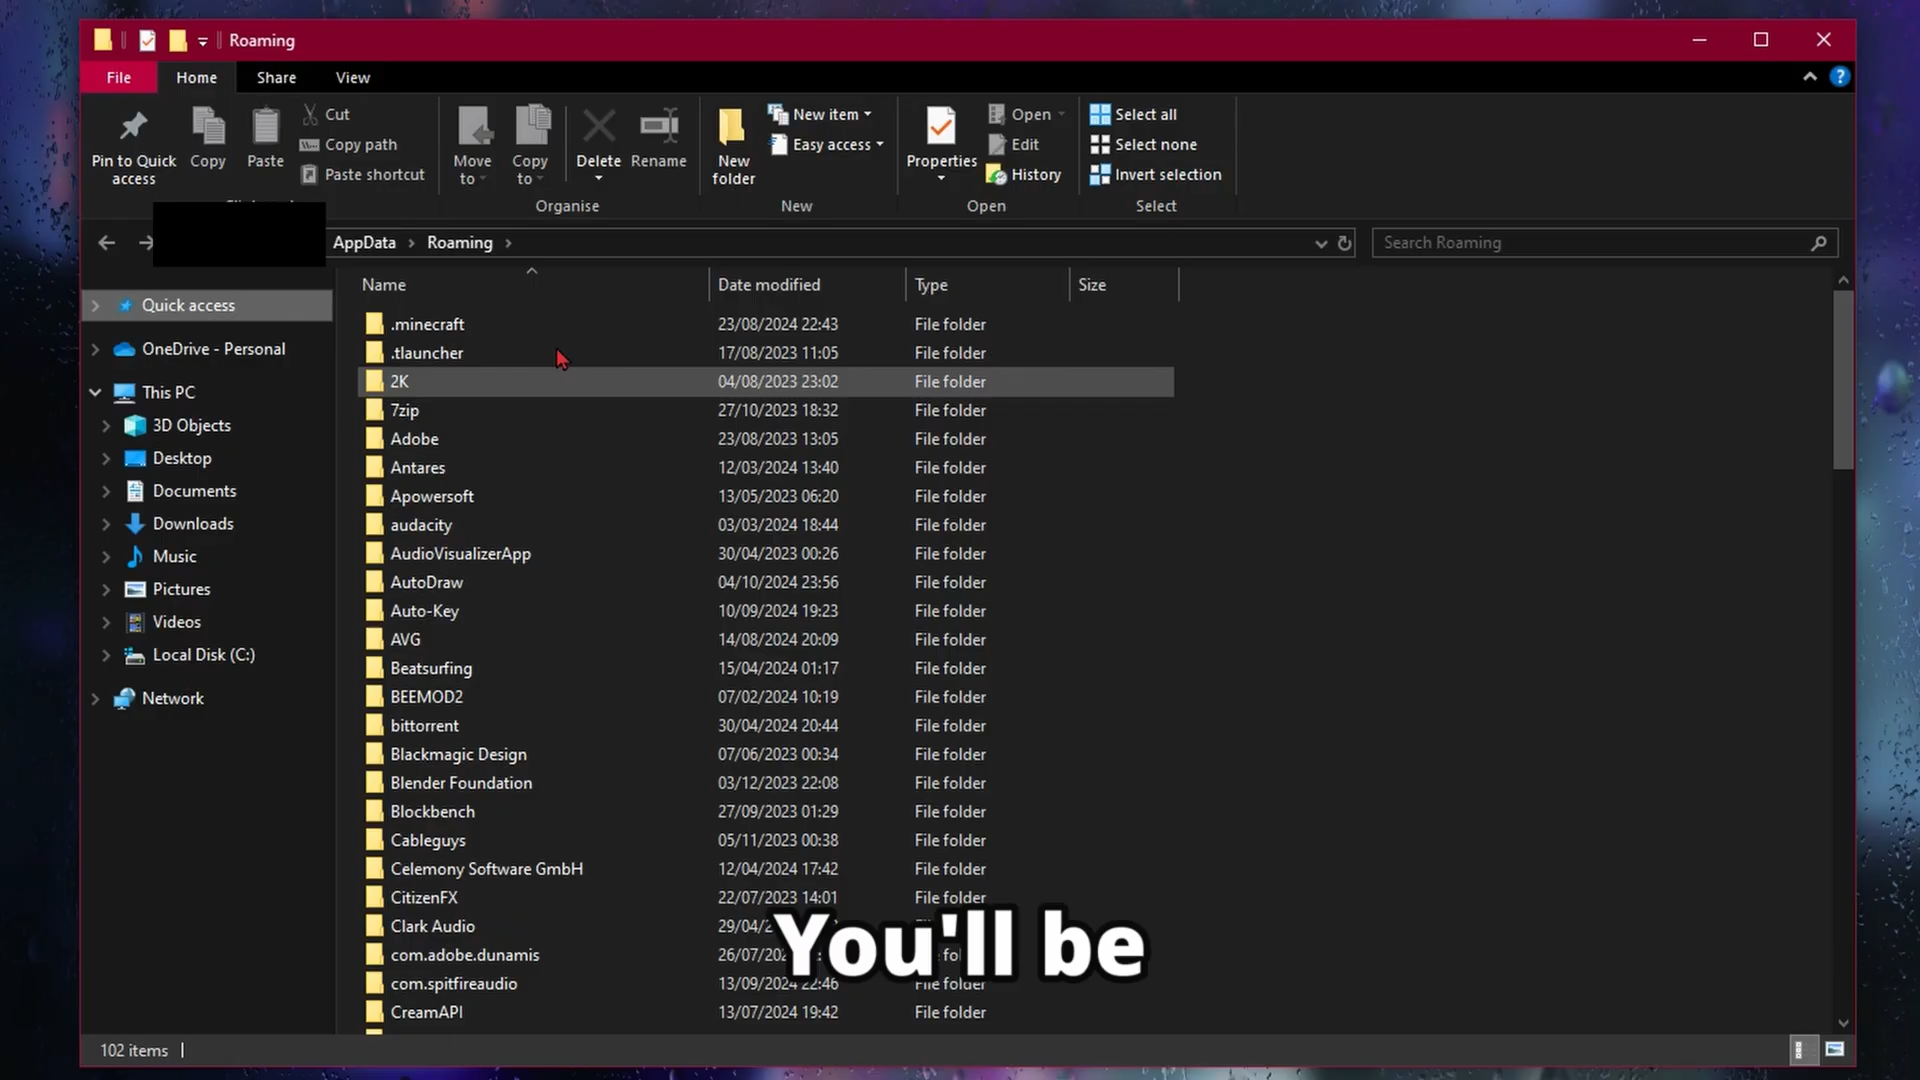 Roaming
File Home Share View
Pin to Quick access
Copy
Paste
Cut
Copy path
Paste shortcut
Move to
Copy to
Delete
Rename
Organise
New folder
New item
Easy access
New
Properties
Open
Edit
History
Open
Select all
Select none
Invert selection
Select
AppData > Roaming >
Search Roaming
Quick access
OneDrive - Personal
This PC
3D Objects
Desktop
Documents
Downloads
Music
Pictures
Videos
Local Disk (C:)
Network
Name Date modified Type Size
.minecraft 23/08/2024 22:43 File folder
.tlauncher 17/08/2023 11:05 File folder
2K 04/08/2023 23:02 File folder
7zip 27/10/2023 18:32 File folder
Adobe 23/08/2023 13:05 File folder
Antares 12/03/2024 13:40 File folder
Apowersoft 13/05/2023 06:20 File folder
audacity 03/03/2024 18:44 File folder
AudioVisualizerApp 30/04/2023 00:26 File folder
AutoDraw 04/10/2024 23:56 File folder
Auto-Key 10/09/2024 19:23 File folder
AVG 14/08/2024 20:09 File folder
Beatsurfing 15/04/2024 01:17 File folder
BEEMOD2 07/02/2024 10:19 File folder
bittorrent 30/04/2024 20:44 File folder
Blackmagic Design 07/06/2023 00:34 File folder
Blender Foundation 03/12/2023 22:08 File folder
Blockbench 27/09/2023 01:29 File folder
Cableguys 05/11/2023 00:38 File folder
Celemony Software GmbH 12/04/2024 17:42 File folder
CitizenFX 22/07/2023 14:01 File folder
Clark Audio
com.adobe.dunamis
com.spitfireaudio 13/09/2024 22:46 File folder
CreamAPI 13/07/2024 19:42 File folder
You'll be
102 items